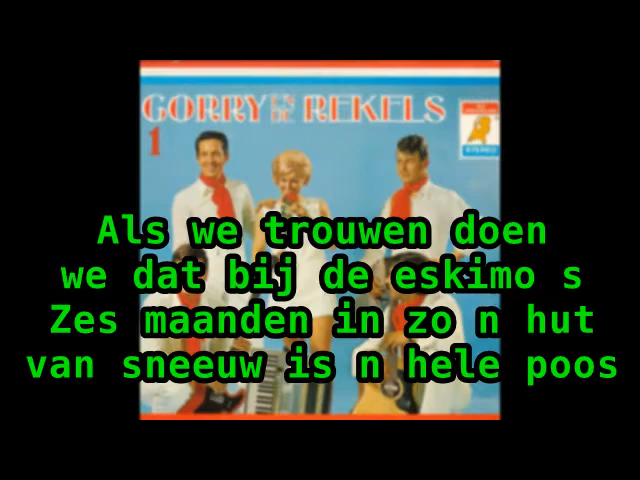 GORRY EN DE REKELS
1
STEREO
Als we trouwen doen
we dat bij de eskimo s
Zes maanden in zo n hut
van sneeuw is n hele poos